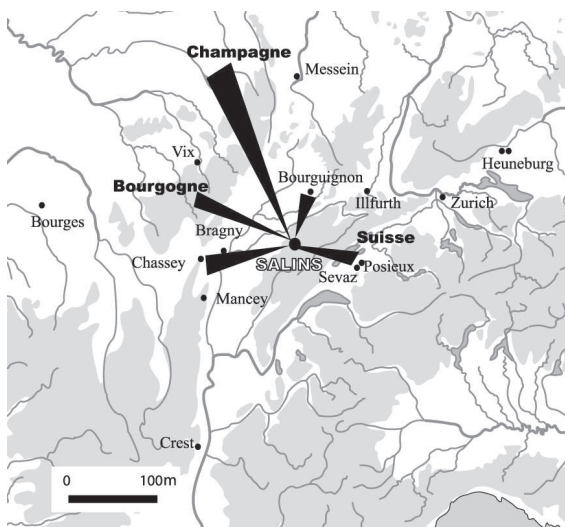 Champagne
Messein
Vix
Heuneburg
Bourguignon
Bourgogne
Illfurth
Zurich
Bourges
Bragny
Suisse
Chassey
SALINS
Posieux
Sevaz
Mancey
Crest
0 100m